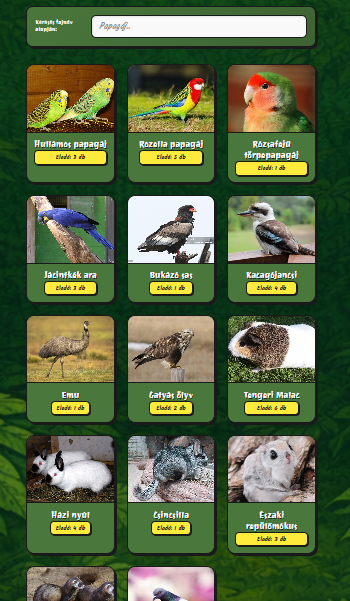 Keresés fajnév
alapján:
Papagáj...
Hullámos papagáj
Eladó: 3 db
Rozella papagáj
Eladó: 5 db
Rózsafejű
törpepapagáj
Eladó: 1 db
Jácintkék ara
Eladó: 3 db
Bukázó sas
Eladó: 1 db
Kacagójancsi
Eladó: 4 db
Emu
Eladó: 1 db
Gatyás ölyv
Eladó: 2 db
Tengeri Malac
Eladó: 6 db
Házi nyúl
Eladó: 4 db
Csincsilla
Eladó: 1 db
Északi
repülőmókus
Eladó: 3 db